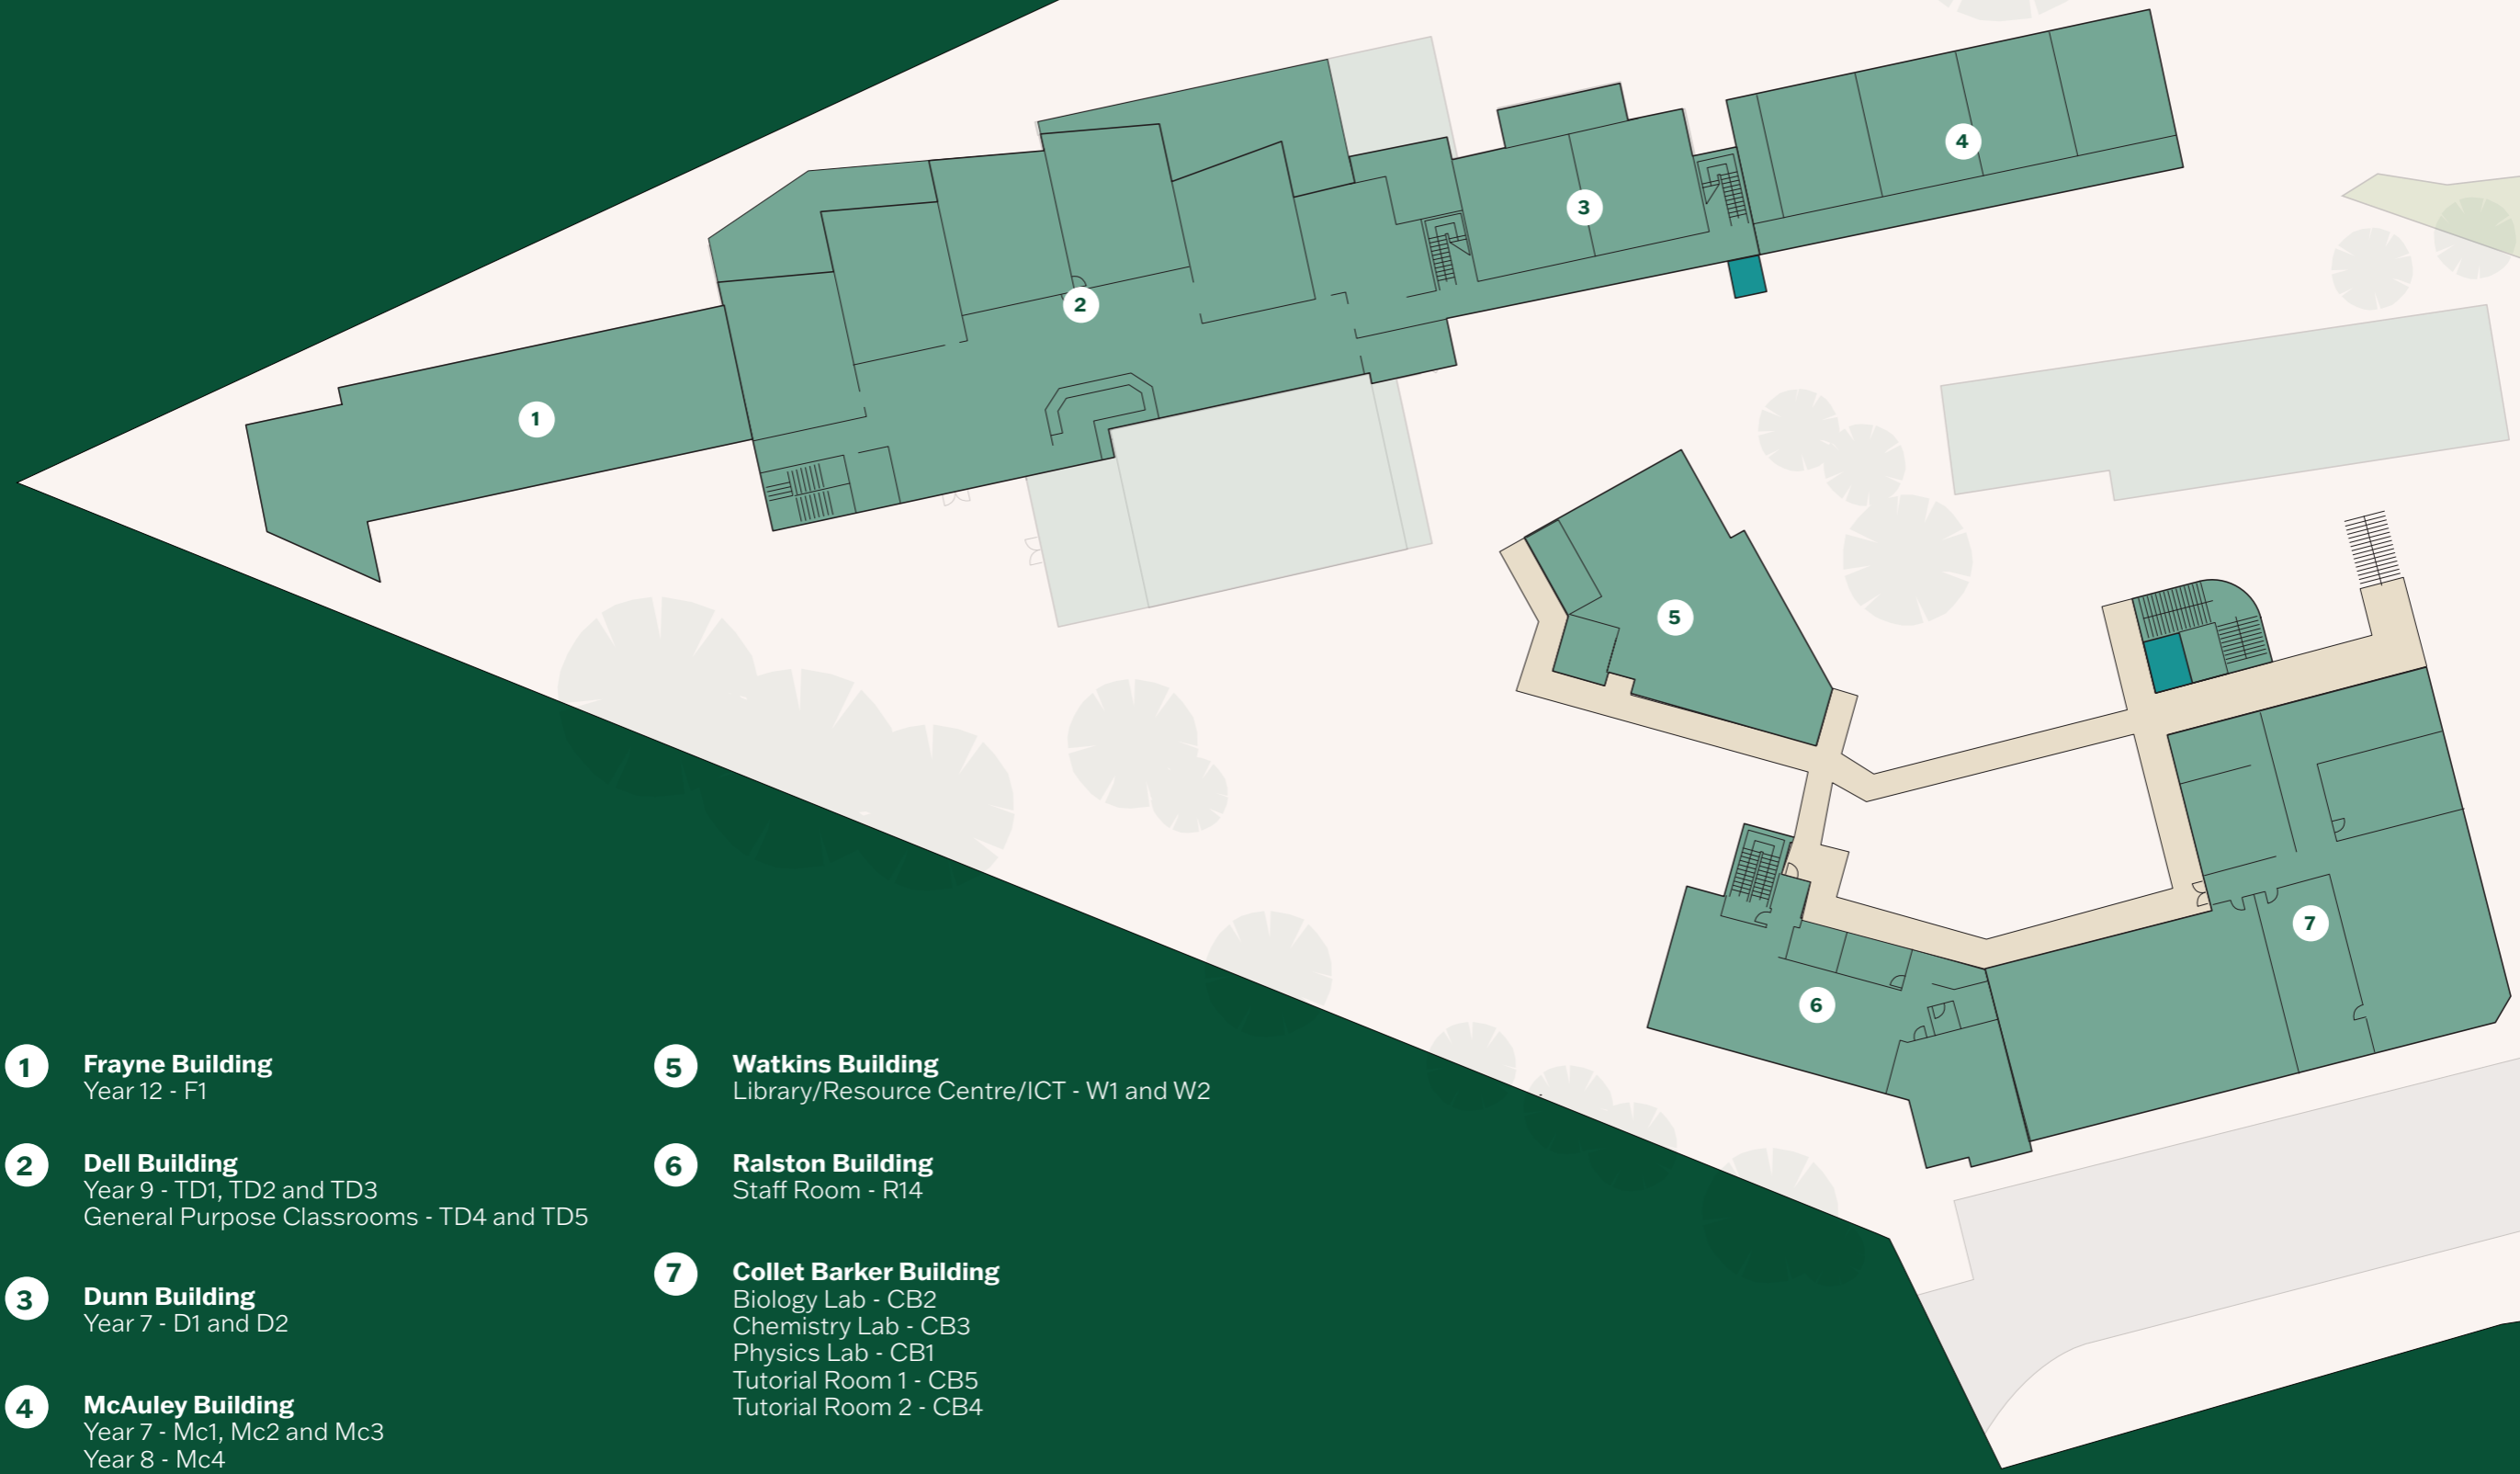 4
3
2
1
5
7
6
1 Frayne Building
Year 12 - F1
2 Dell Building
Year 9 - TD1, TD2 and TD3
General Purpose Classrooms - TD4 and TD5
3 Dunn Building
Year 7 - D1 and D2
4 McAuley Building
Year 7 - Mc1, Mc2 and Mc3
Year 8 - Mc4
5 Watkins Building
Library/Resource Centre/ICT - W1 and W2
6 Ralston Building
Staff Room - R14
7 Collet Barker Building
Biology Lab - CB2
Chemistry Lab - CB3
Physics Lab - CB1
Tutorial Room 1 - CB5
Tutorial Room 2 - CB4